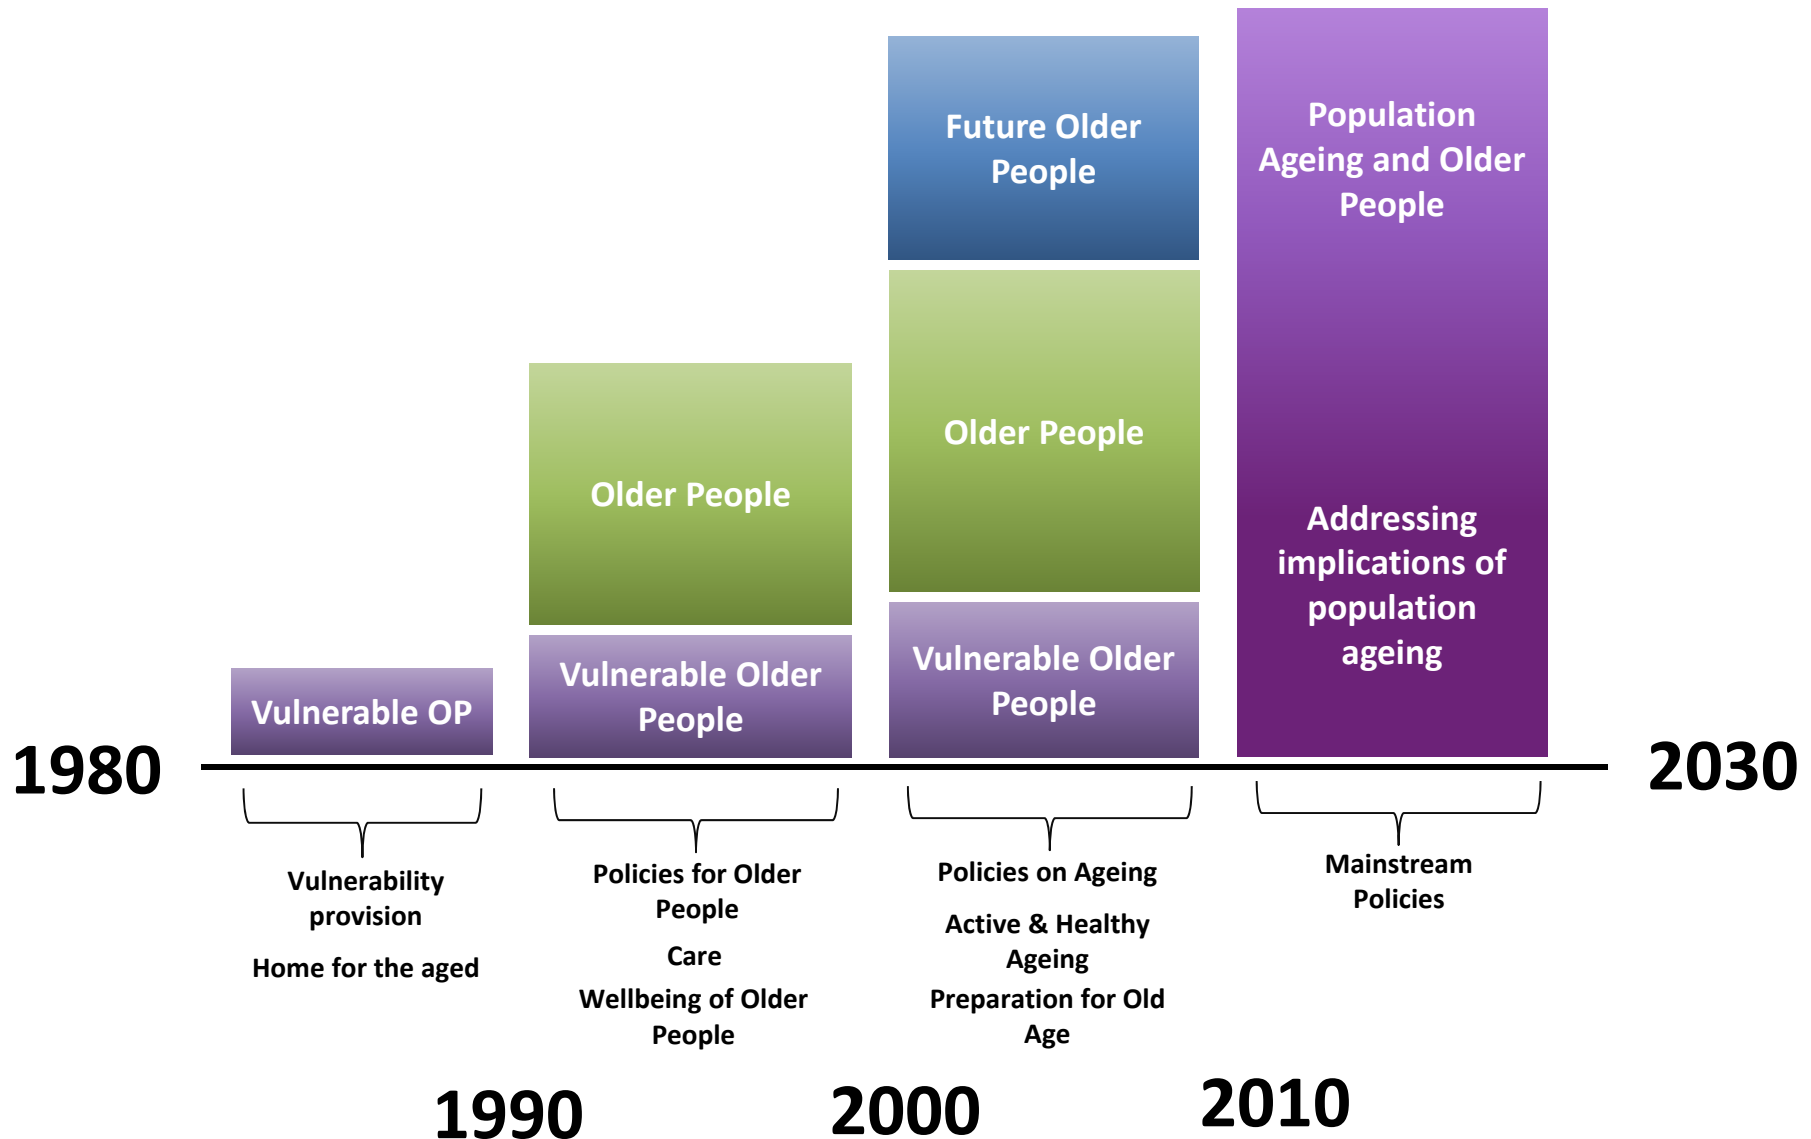 Future Older
People
Population
Ageing and Older
People
Older People
Older People
Addressing
implications of
population
ageing
Vulnerable OP
Vulnerable Older
People
Vulnerable Older
People
1980
2030
Vulnerability
provision
Home for the aged
Policies for Older
People
Care
Wellbeing of Older
People
Policies on Ageing
Active & Healthy
Ageing
Preparation for Old
Age
Mainstream
Policies
1990
2000
2010